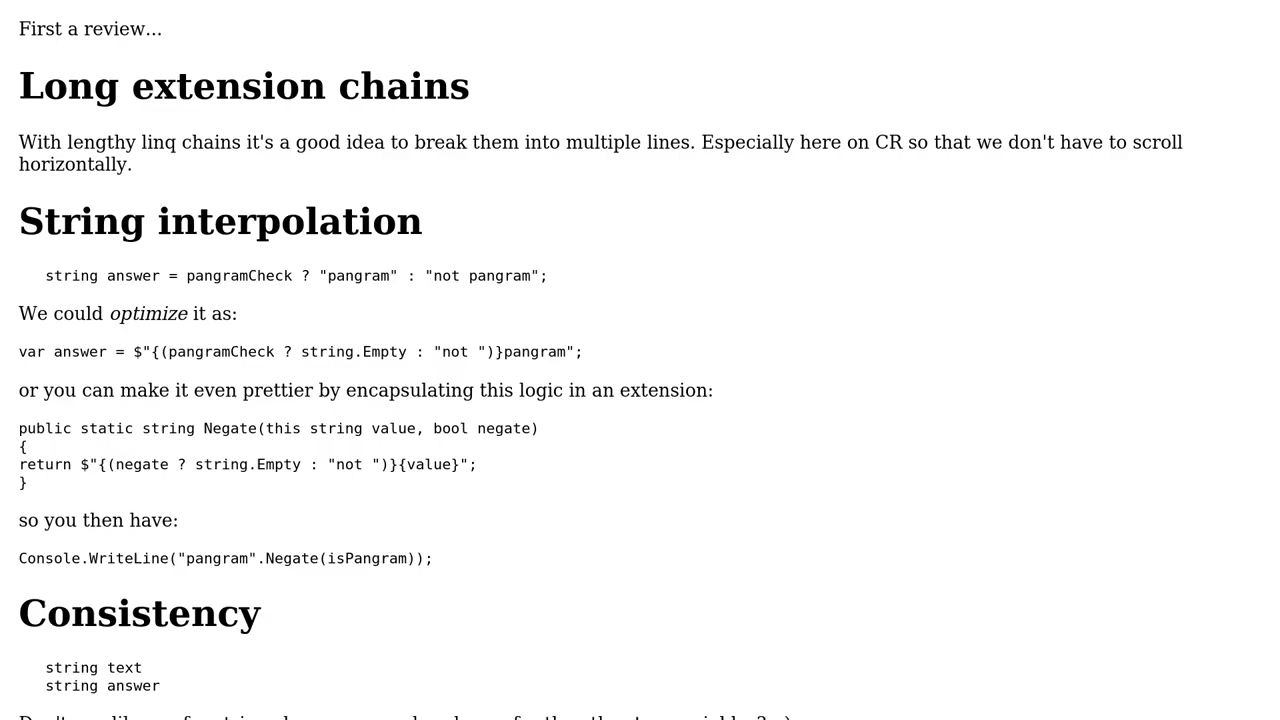 First a review...
Long extension chains
With lengthy linq chains it's a good idea to break them into multiple lines. Especially here on CR so that we don't have to scroll
horizontally.
String interpolation
string answer = pangramCheck ? "pangram" : "not pangram";
We could optimize it as:
var answer = $"{(pangramCheck ? string.Empty : "not ")}pangram";
or you can make it even prettier by encapsulating this logic in an extension:
public static string Negate(this string value, bool negate)
{
return $"{(negate ? string.Empty : "not ")}{value}";
}
so you then have:
Console.WriteLine("pangram".Negate(isPangram));
Consistency
string text
string answer